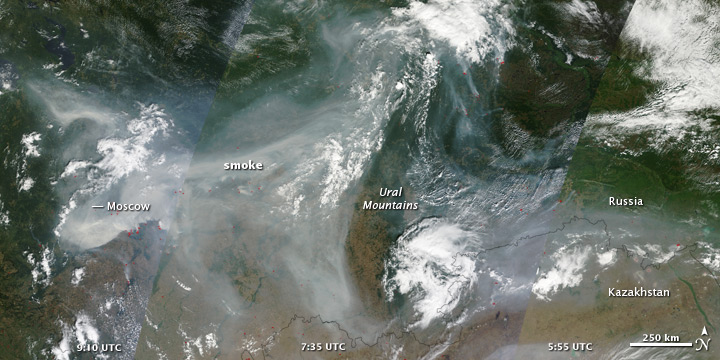 smoke
— Moscow
Ural
Mountains
Russia
Kazakhstan
9:10 UTC
7:35 UTC
5:55 UTC
250 km
N